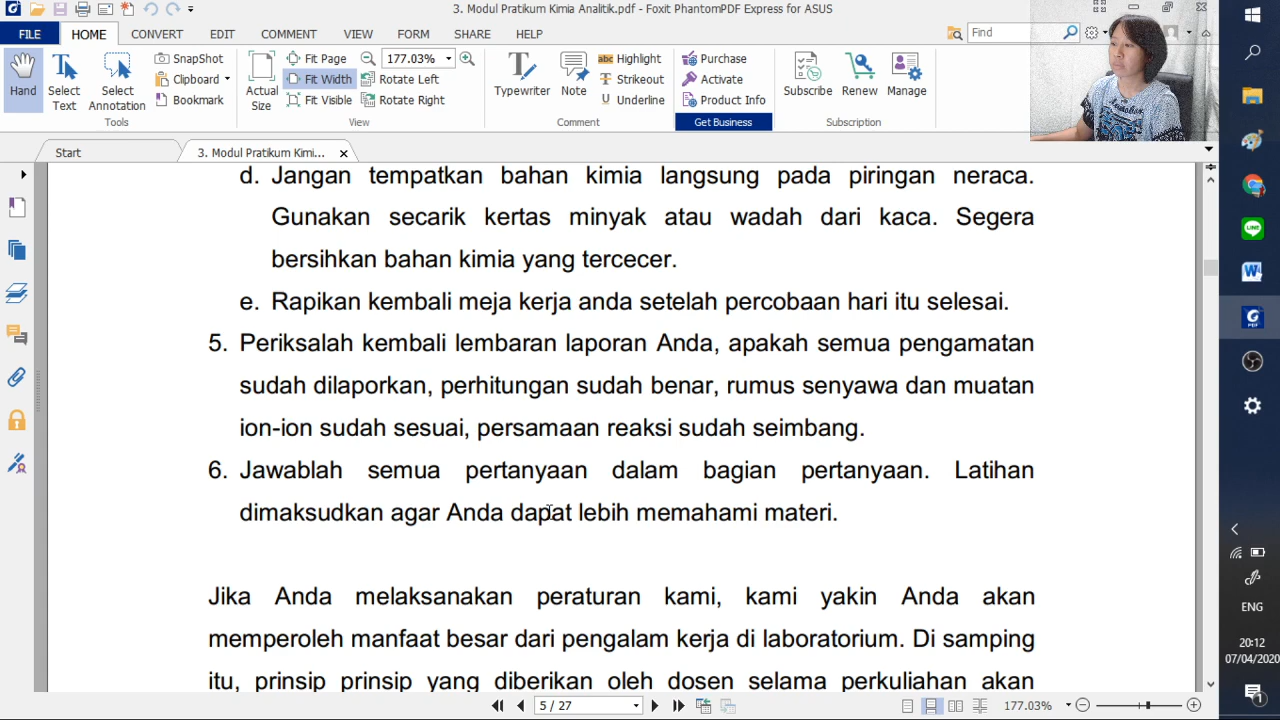 3. Modul Pratikum Kimia Analitik.pdf - Foxit PhantomPDF Express for ASUS
FILE HOME CONVERT EDIT COMMENT VIEW FORM SHARE HELP Find
Hand
Select Text
Select Annotation
SnapShot
Clipboard
Bookmark
Tools
Actual Size
Fit Page
Fit Width
Fit Visible
177.03%
Rotate Left
Rotate Right
View
Typewriter
Note
Highlight
Strikeout
Underline
Comment
Purchase
Activate
Product Info
Get Business
Subscribe
Renew
Manage
Subscription
Start
3. Modul Pratikum Kimi...
d. Jangan tempatkan bahan kimia langsung pada piringan neraca.
Gunakan secarik kertas minyak atau wadah dari kaca. Segera
bersihkan bahan kimia yang tercecer.
e. Rapikan kembali meja kerja anda setelah percobaan hari itu selesai.
5. Periksalah kembali lembaran laporan Anda, apakah semua pengamatan
sudah dilaporkan, perhitungan sudah benar, rumus senyawa dan muatan
ion-ion sudah sesuai, persamaan reaksi sudah seimbang.
6. Jawablah semua pertanyaan dalam bagian pertanyaan. Latihan
dimaksudkan agar Anda dapat lebih memahami materi.
Jika Anda melaksanakan peraturan kami, kami yakin Anda akan
memperoleh manfaat besar dari pengalam kerja di laboratorium. Di samping
itu, prinsip prinsip yang diberikan oleh dosen selama perkuliahan akan
5 / 27
177.03%
ENG
20:12
07/04/2020